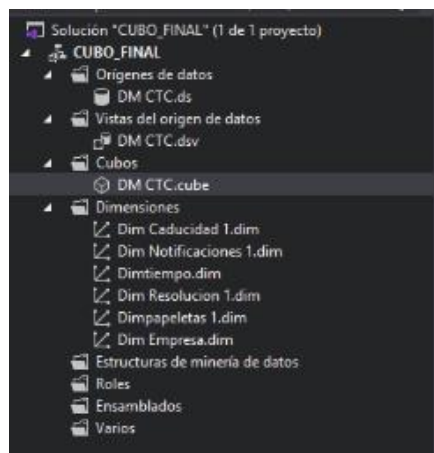 Solución "CUBO_FINAL" (1 de 1 proyecto)
CUBO_FINAL
Orígenes de datos
DM CTC.ds
Vistas del origen de datos
DM CTC.dsv
Cubos
DM CTC.cube
Dimensiones
Dim Caducidad 1.dim
Dim Notificaciones 1.dim
Dimtiempo.dim
Dim Resolucion 1.dim
Dimpapeletas 1.dim
Dim Empresa.dim
Estructuras de minería de datos
Roles
Ensamblados
Varios